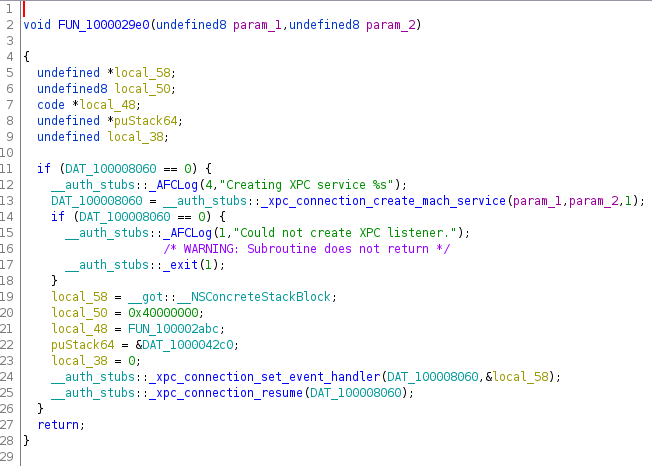 1
2 void FUN_1000029e0(undefined8 param_1,undefined8 param_2)
3
4 {
5 undefined *local_58;
6 undefined8 local_50;
7 code *local_48;
8 undefined *puStack64;
9 undefined local_38;
10
11 if (DAT_100008060 == 0) {
12 __auth_stubs::_AFCLog(4,"Creating XPC service %s");
13 DAT_100008060 = __auth_stubs::_xpc_connection_create_mach_service(param_1,param_2,1);
14 if (DAT_100008060 == 0) {
15 __auth_stubs::_AFCLog(1,"Could not create XPC listener.");
16 /* WARNING: Subroutine does not return */
17 __auth_stubs::_exit(1);
18 }
19 local_58 = __got::__NSConcreteStackBlock;
20 local_50 = 0x40000000;
21 local_48 = FUN_100002abc;
22 puStack64 = &DAT_1000042c0;
23 local_38 = 0;
24 __auth_stubs::_xpc_connection_set_event_handler(DAT_100008060,&local_58);
25 __auth_stubs::_xpc_connection_resume(DAT_100008060);
26 }
27 return;
28 }
29